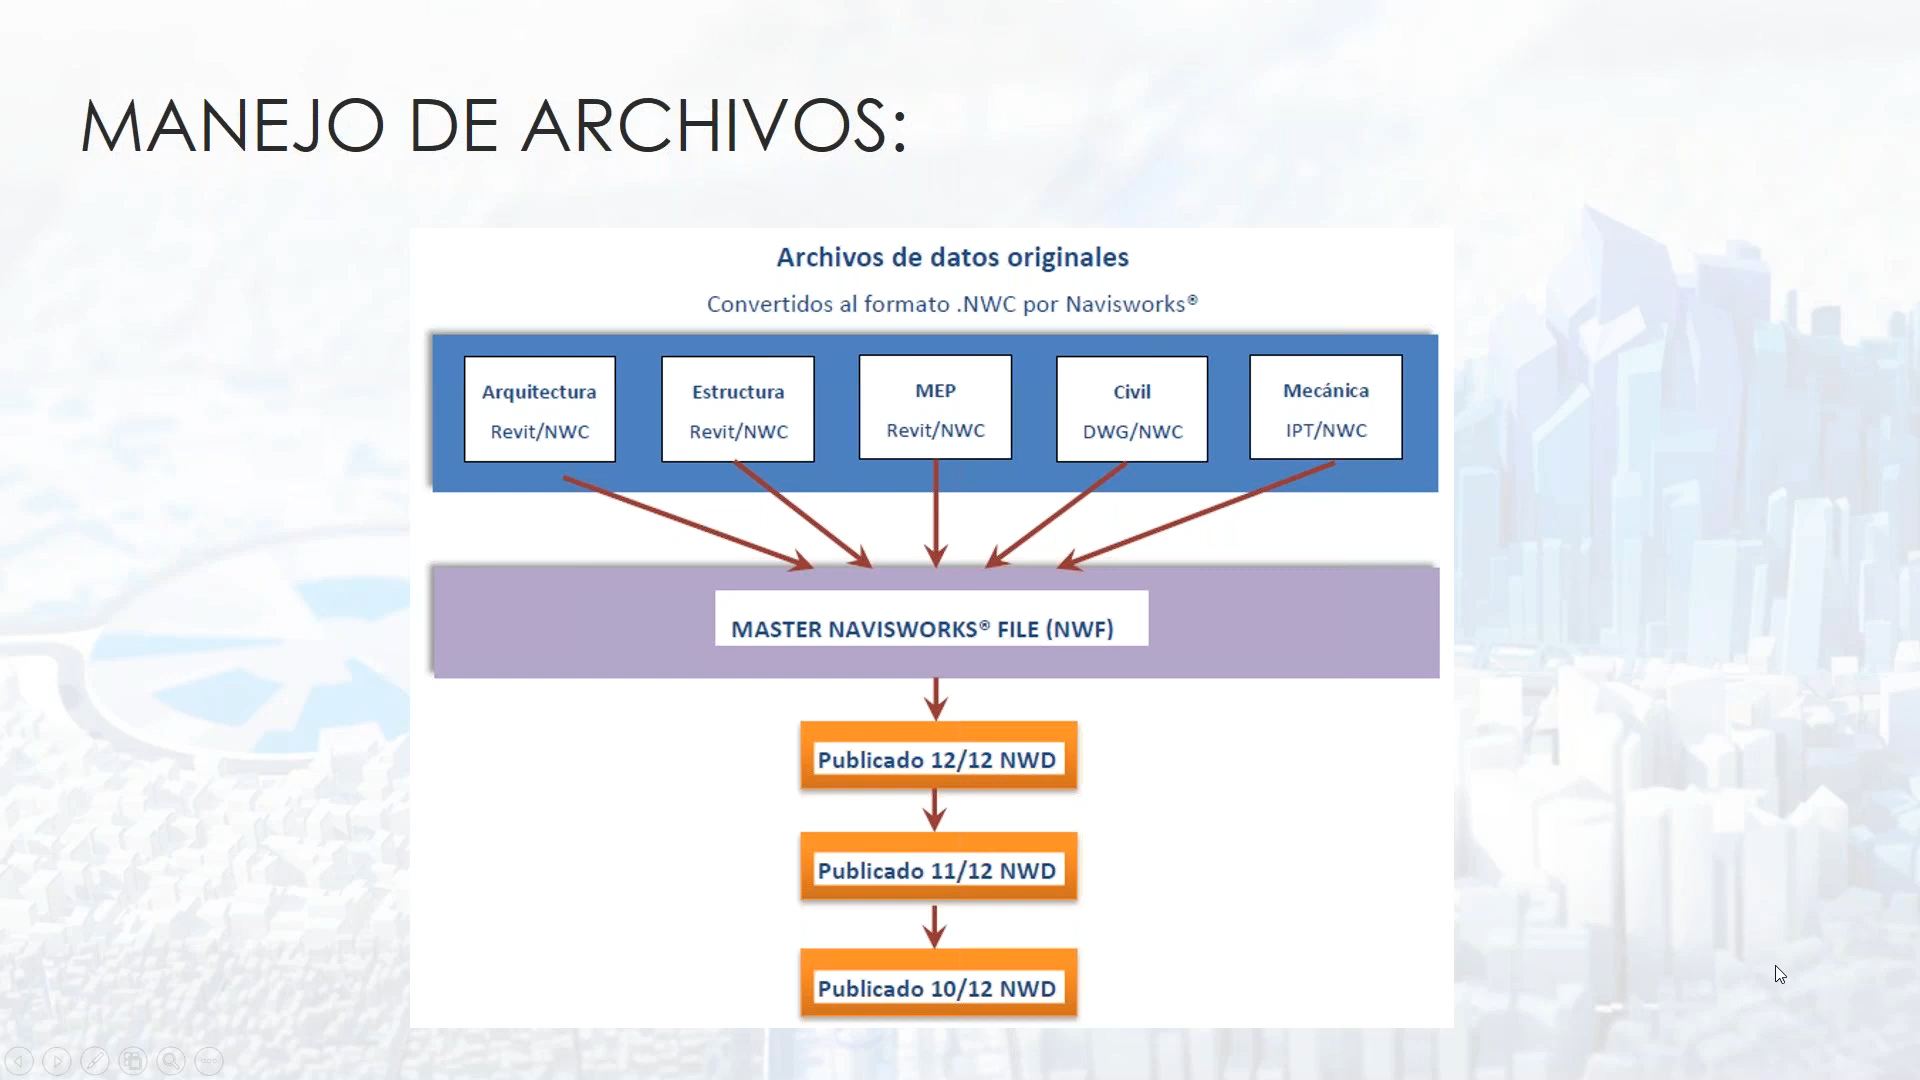 MANEJO DE ARCHIVOS:
Archivos de datos originales
Convertidos al formato .NWC por Navisworks®
Arquitectura
Revit/NWC
Estructura
Revit/NWC
MEP
Revit/NWC
Civil
DWG/NWC
Mecánica
IPT/NWC
MASTER NAVISWORKS® FILE (NWF)
Publicado 12/12 NWD
Publicado 11/12 NWD
Publicado 10/12 NWD